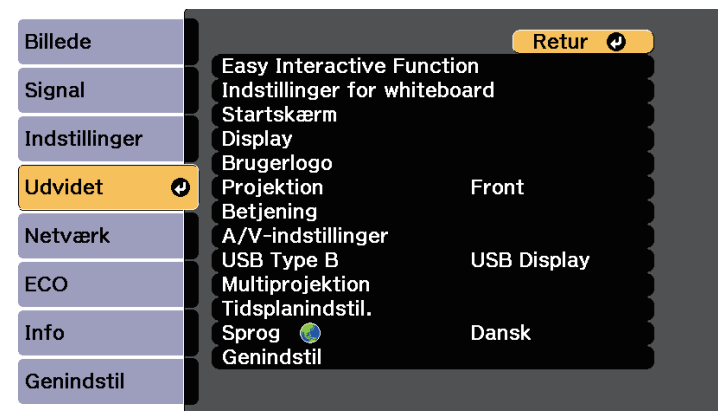 Billede
Signal
Indstillinger
Udvidet
Netværk
ECO
Info
Genindstil
Retur
Easy Interactive Function
Indstillinger for whiteboard
Startskærm
Display
Brugerlogo
Projektion Front
Betjening
A/V-indstillinger
USB Type B USB Display
Multiprojektion
Tidsplanindstil.
Sprog Dansk
Genindstil